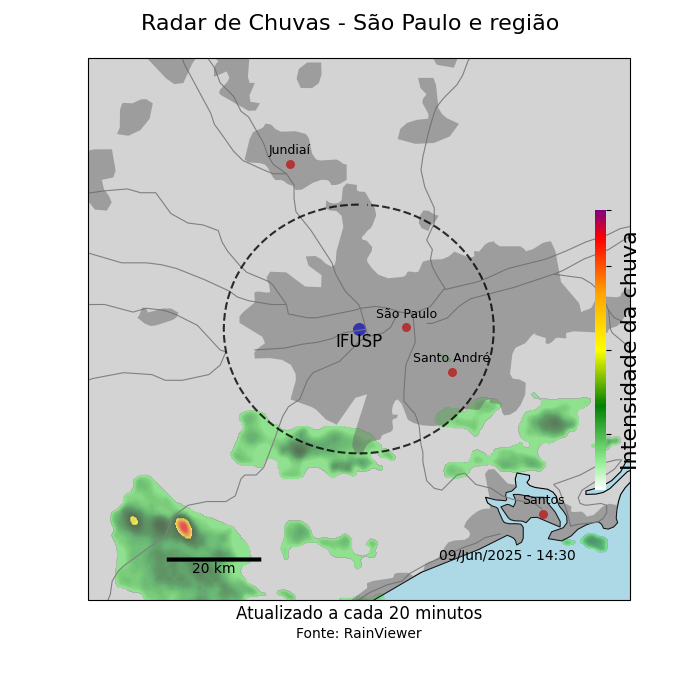 Radar de Chuvas - São Paulo e região
Jundiaí
São Paulo
IFUSP
Santo André
Intensidade da chuva
Santos
09/Jun/2025 - 14:30
20 km
Atualizado a cada 20 minutos
Fonte: RainViewer